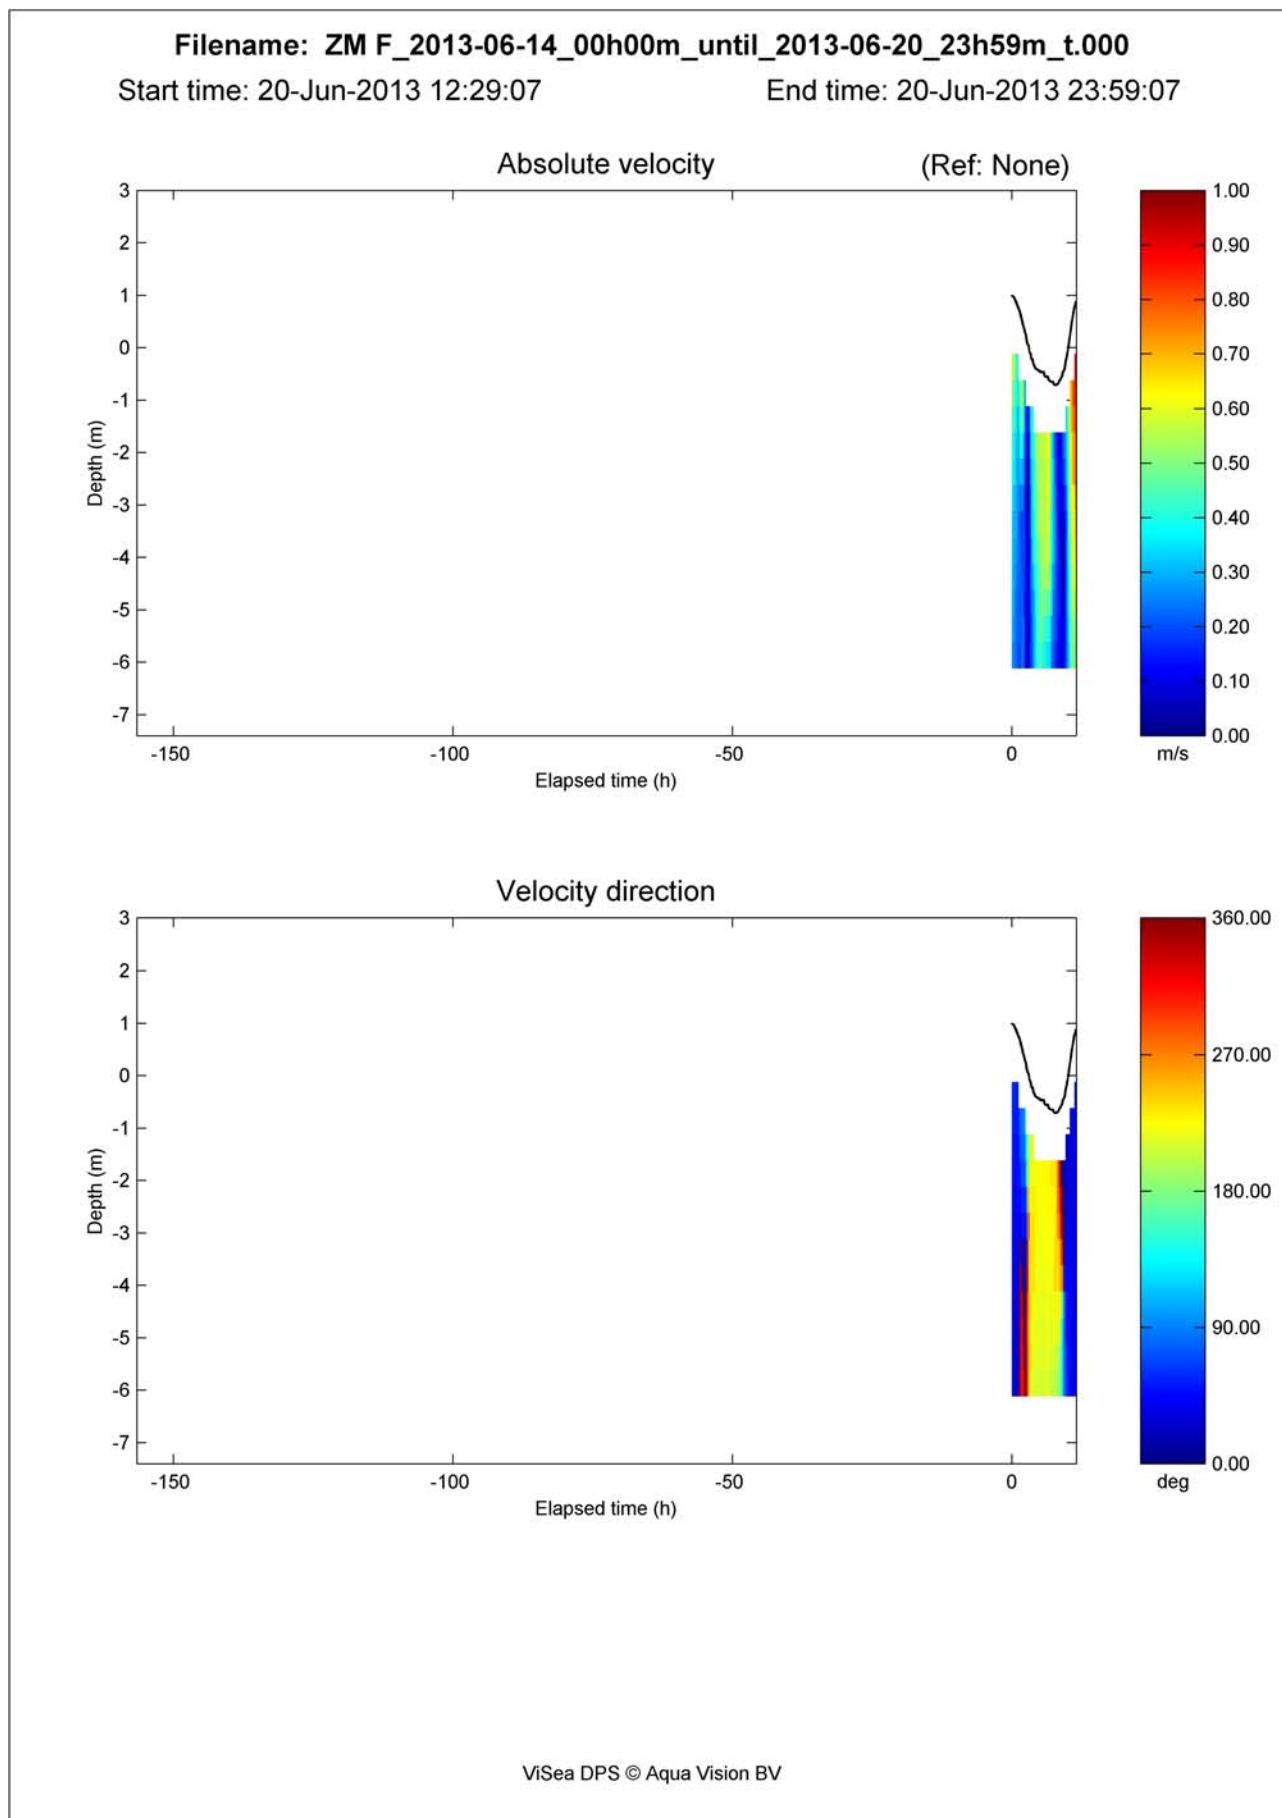 Filename: ZM F_2013-06-14_00h00m_until_2013-06-20_23h59m_t.000
Start time: 20-Jun-2013 12:29:07 End time: 20-Jun-2013 23:59:07
Absolute velocity (Ref: None)
3
2
1
0
-1
-2
-3
-4
-5
-6
-7
Depth (m)
-150 -100 -50 0
Elapsed time (h)
1.00
0.90
0.80
0.70
0.60
0.50
0.40
0.30
0.20
0.10
0.00
m/s
Velocity direction
3
2
1
0
-1
-2
-3
-4
-5
-6
-7
Depth (m)
-150 -100 -50 0
Elapsed time (h)
360.00
270.00
180.00
90.00
0.00
deg
ViSea DPS © Aqua Vision BV